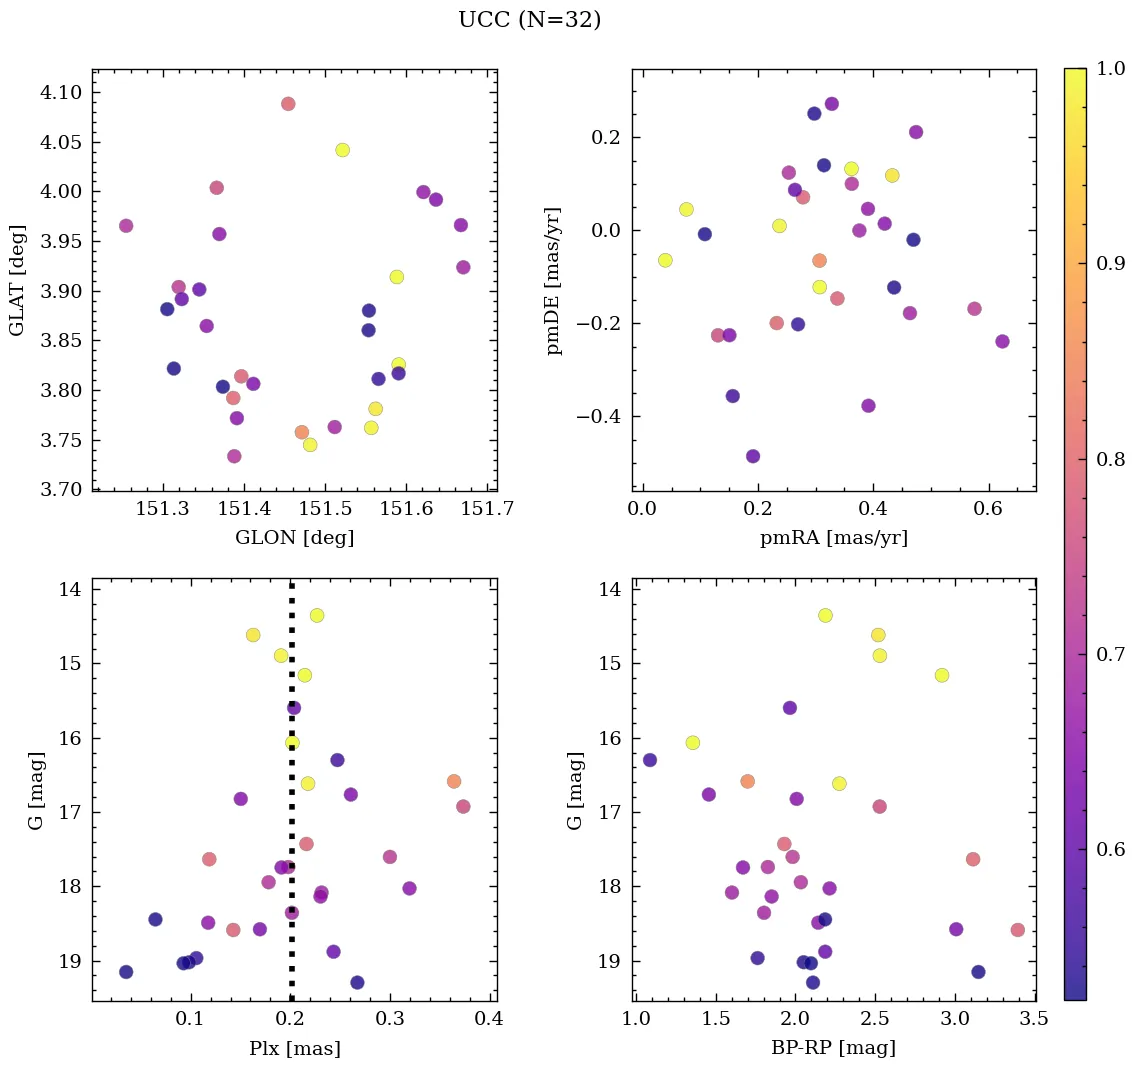 UCC (N=32)
4.10
4.05
4.00
3.95
3.90
3.85
3.80
3.75
3.70
GLAT [deg]
151.3 151.4 151.5 151.6 151.7
GLON [deg]
0.2
0.0
−0.2
−0.4
pmDE [mas/yr]
0.0 0.2 0.4 0.6
pmRA [mas/yr]
14
15
16
17
18
19
G [mag]
0.1 0.2 0.3 0.4
Plx [mas]
14
15
16
17
18
19
G [mag]
1.0 1.5 2.0 2.5 3.0 3.5
BP-RP [mag]
1.0
0.9
0.8
0.7
0.6